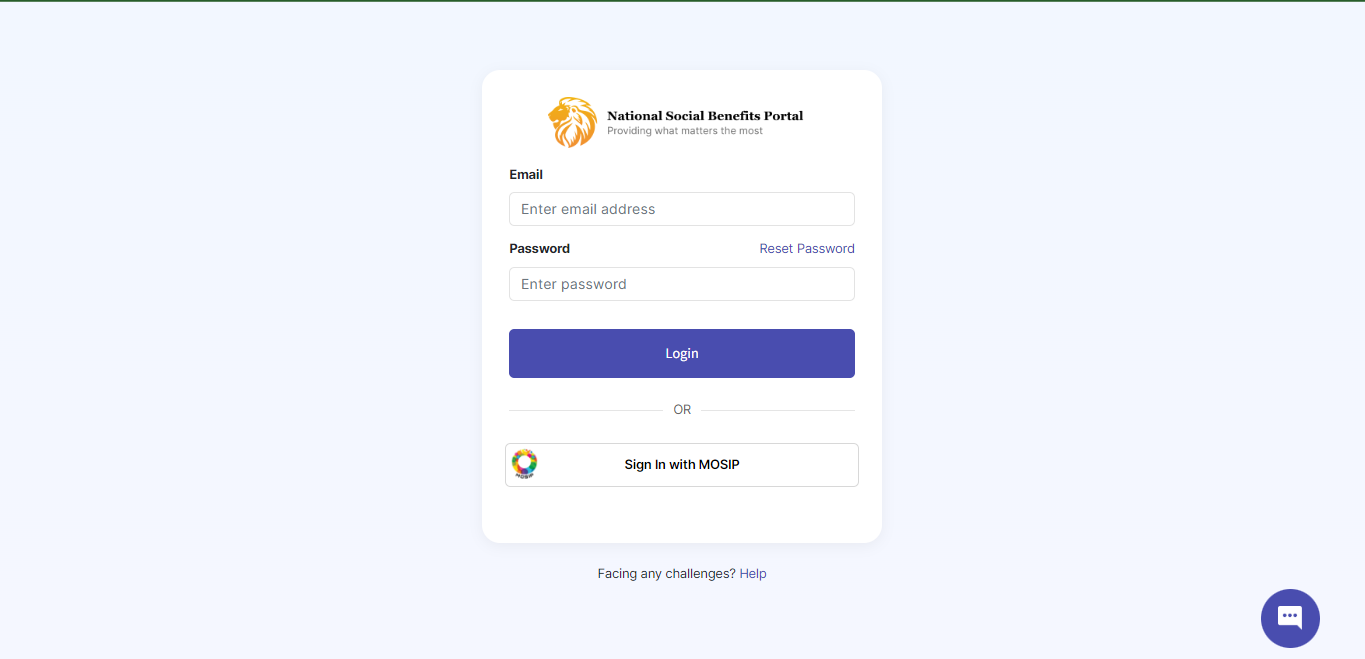 National Social Benefits Portal
Providing what matters the most
Email
Enter email address
Password Reset Password
Enter password
Login
OR
MOSIP Sign In with MOSIP
Facing any challenges? Help